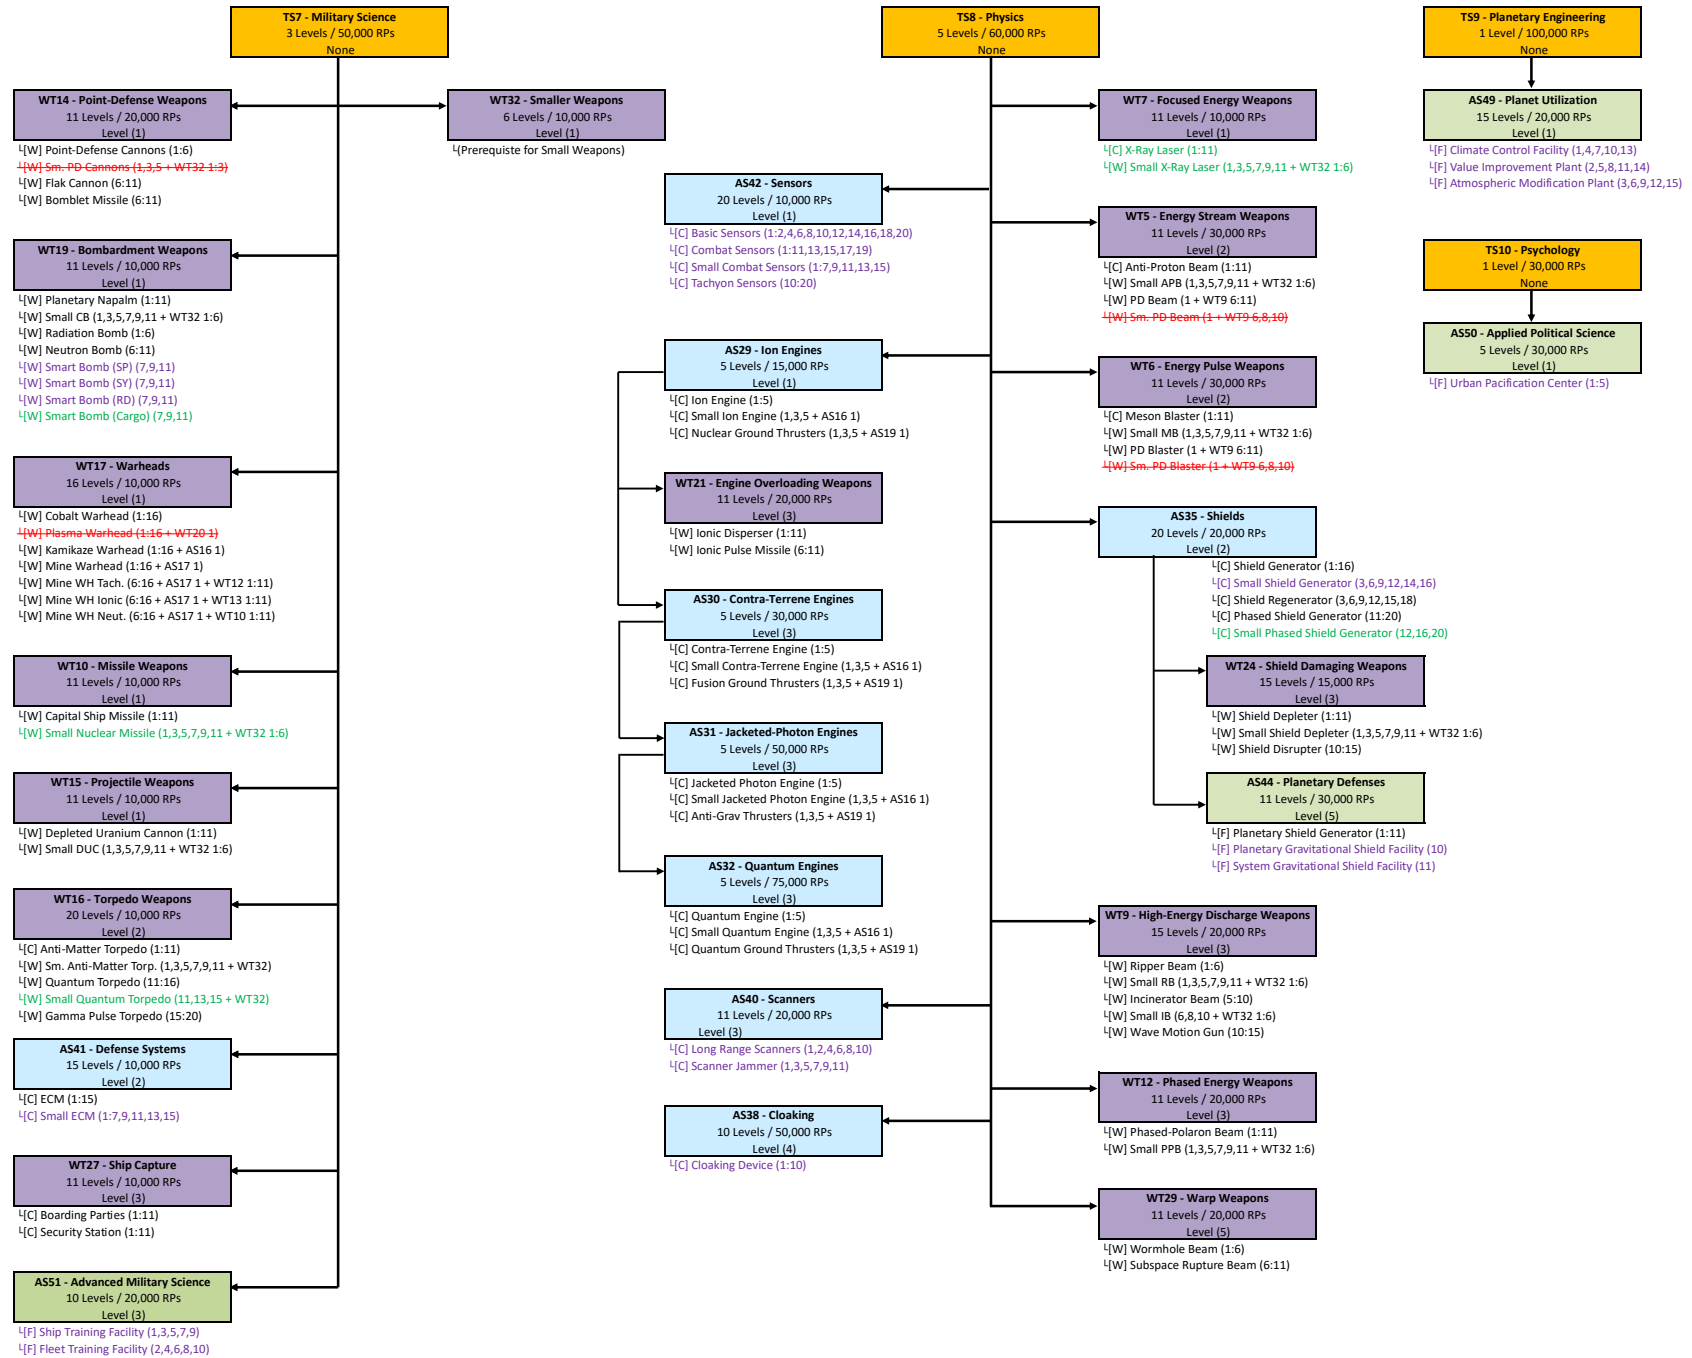 TS7 - Military Science
3 Levels / 50,000 RPs
None
WT14 - Point-Defense Weapons
11 Levels / 20,000 RPs
Level (1)
└[W] Point-Defense Cannons (1:6)
└[W] Sm. PD Cannons (1,3,5 + WT32 1:3)
└[W] Flak Cannon (6:11)
└[W] Bomblet Missile (6:11)
WT32 - Smaller Weapons
6 Levels / 10,000 RPs
Level (1)
└(Prerequiste for Small Weapons)
WT19 - Bombardment Weapons
11 Levels / 10,000 RPs
Level (1)
└[W] Planetary Napalm (1:11)
└[W] Small CB (1,3,5,7,9,11 + WT32 1:6)
└[W] Radiation Bomb (1:6)
└[W] Neutron Bomb (6:11)
└[W] Smart Bomb (SP) (7,9,11)
└[W] Smart Bomb (SY) (7,9,11)
└[W] Smart Bomb (RD) (7,9,11)
└[W] Smart Bomb (Cargo) (7,9,11)
WT17 - Warheads
16 Levels / 10,000 RPs
Level (1)
└[W] Cobalt Warhead (1:16)
└[W] Plasma Warhead (1:16 + WT20 1)
└[W] Kamikaze Warhead (1:16 + AS16 1)
└[W] Mine Warhead (1:16 + AS17 1)
└[W] Mine WH Tach. (6:16 + AS17 1 + WT12 1:11)
└[W] Mine WH Ionic (6:16 + AS17 1 + WT13 1:11)
└[W] Mine WH Neut. (6:16 + AS17 1 + WT10 1:11)
WT10 - Missile Weapons
11 Levels / 10,000 RPs
Level (1)
└[W] Capital Ship Missile (1:11)
└[W] Small Nuclear Missile (1,3,5,7,9,11 + WT32 1:6)
WT15 - Projectile Weapons
11 Levels / 10,000 RPs
Level (1)
└[W] Depleted Uranium Cannon (1:11)
└[W] Small DUC (1,3,5,7,9,11 + WT32 1:6)
WT16 - Torpedo Weapons
20 Levels / 10,000 RPs
Level (2)
└[C] Anti-Matter Torpedo (1:11)
└[W] Sm. Anti-Matter Torp. (1,3,5,7,9,11 + WT32)
└[W] Quantum Torpedo (11:16)
└[W] Small Quantum Torpedo (11,13,15 + WT32)
└[W] Gamma Pulse Torpedo (15:20)
AS41 - Defense Systems
15 Levels / 10,000 RPs
Level (2)
└[C] ECM (1:15)
└[C] Small ECM (1:7,9,11,13,15)
WT27 - Ship Capture
11 Levels / 10,000 RPs
Level (3)
└[C] Boarding Parties (1:11)
└[C] Security Station (1:11)
AS51 - Advanced Military Science
10 Levels / 20,000 RPs
Level (3)
└[F] Ship Training Facility (1,3,5,7,9)
└[F] Fleet Training Facility (2,4,6,8,10)
TS8 - Physics
5 Levels / 60,000 RPs
None
AS42 - Sensors
20 Levels / 10,000 RPs
Level (1)
└[C] Basic Sensors (1:2,4,6,8,10,12,14,16,18,20)
└[C] Combat Sensors (1:11,13,15,17,19)
└[C] Small Combat Sensors (1:7,9,11,13,15)
└[C] Tachyon Sensors (10:20)
AS29 - Ion Engines
5 Levels / 15,000 RPs
Level (1)
└[C] Ion Engine (1:5)
└[C] Small Ion Engine (1,3,5 + AS16 1)
└[C] Nuclear Ground Thrusters (1,3,5 + AS19 1)
WT21 - Engine Overloading Weapons
11 Levels / 20,000 RPs
Level (3)
└[W] Ionic Disperser (1:11)
└[W] Ionic Pulse Missile (6:11)
AS30 - Contra-Terrene Engines
5 Levels / 30,000 RPs
Level (3)
└[C] Contra-Terrene Engine (1:5)
└[C] Small Contra-Terrene Engine (1,3,5 + AS16 1)
└[C] Fusion Ground Thrusters (1,3,5 + AS19 1)
AS31 - Jacketed-Photon Engines
5 Levels / 50,000 RPs
Level (3)
└[C] Jacketed Photon Engine (1:5)
└[C] Small Jacketed Photon Engine (1,3,5 + AS16 1)
└[C] Anti-Grav Thrusters (1,3,5 + AS19 1)
AS32 - Quantum Engines
5 Levels / 75,000 RPs
Level (3)
└[C] Quantum Engine (1:5)
└[C] Small Quantum Engine (1,3,5 + AS16 1)
└[C] Quantum Ground Thrusters (1,3,5 + AS19 1)
AS40 - Scanners
11 Levels / 20,000 RPs
Level (3)
└[C] Long Range Scanners (1,2,4,6,8,10)
└[C] Scanner Jammer (1,3,5,7,9,11)
AS38 - Cloaking
10 Levels / 50,000 RPs
Level (4)
└[C] Cloaking Device (1:10)
WT7 - Focused Energy Weapons
11 Levels / 10,000 RPs
Level (1)
└[C] X-Ray Laser (1:11)
└[W] Small X-Ray Laser (1,3,5,7,9,11 + WT32 1:6)
WT5 - Energy Stream Weapons
11 Levels / 30,000 RPs
Level (2)
└[C] Anti-Proton Beam (1:11)
└[W] Small APB (1,3,5,7,9,11 + WT32 1:6)
└[W] PD Beam (1 + WT9 6:11)
└[W] Sm. PD Beam (1 + WT9 6,8,10)
WT6 - Energy Pulse Weapons
11 Levels / 30,000 RPs
Level (2)
└[C] Meson Blaster (1:11)
└[W] Small MB (1,3,5,7,9,11 + WT32 1:6)
└[W] PD Blaster (1 + WT9 6:11)
└[W] Sm. PD Blaster (1 + WT9 6,8,10)
AS35 - Shields
20 Levels / 20,000 RPs
Level (2)
└[C] Shield Generator (1:16)
└[C] Small Shield Generator (3,6,9,12,14,16)
└[C] Shield Regenerator (3,6,9,12,15,18)
└[C] Phased Shield Generator (11:20)
└[C] Small Phased Shield Generator (12,16,20)
WT24 - Shield Damaging Weapons
15 Levels / 15,000 RPs
Level (3)
└[W] Shield Depleter (1:11)
└[W] Small Shield Depleter (1,3,5,7,9,11 + WT32 1:6)
└[W] Shield Disrupter (10:15)
AS44 - Planetary Defenses
11 Levels / 30,000 RPs
Level (5)
└[F] Planetary Shield Generator (1:11)
└[F] Planetary Gravitational Shield Facility (10)
└[F] System Gravitational Shield Facility (11)
WT9 - High-Energy Discharge Weapons
15 Levels / 20,000 RPs
Level (3)
└[W] Ripper Beam (1:6)
└[W] Small RB (1,3,5,7,9,11 + WT32 1:6)
└[W] Incinerator Beam (5:10)
└[W] Small IB (6,8,10 + WT32 1:6)
└[W] Wave Motion Gun (10:15)
WT12 - Phased Energy Weapons
11 Levels / 20,000 RPs
Level (3)
└[W] Phased-Polaron Beam (1:11)
└[W] Small PPB (1,3,5,7,9,11 + WT32 1:6)
WT29 - Warp Weapons
11 Levels / 20,000 RPs
Level (5)
└[W] Wormhole Beam (1:6)
└[W] Subspace Rupture Beam (6:11)
TS9 - Planetary Engineering
1 Level / 100,000 RPs
None
AS49 - Planet Utilization
15 Levels / 20,000 RPs
Level (1)
└[F] Climate Control Facility (1,4,7,10,13)
└[F] Value Improvement Plant (2,5,8,11,14)
└[F] Atmospheric Modification Plant (3,6,9,12,15)
TS10 - Psychology
1 Level / 30,000 RPs
None
AS50 - Applied Political Science
5 Levels / 30,000 RPs
Level (1)
└[F] Urban Pacification Center (1:5)